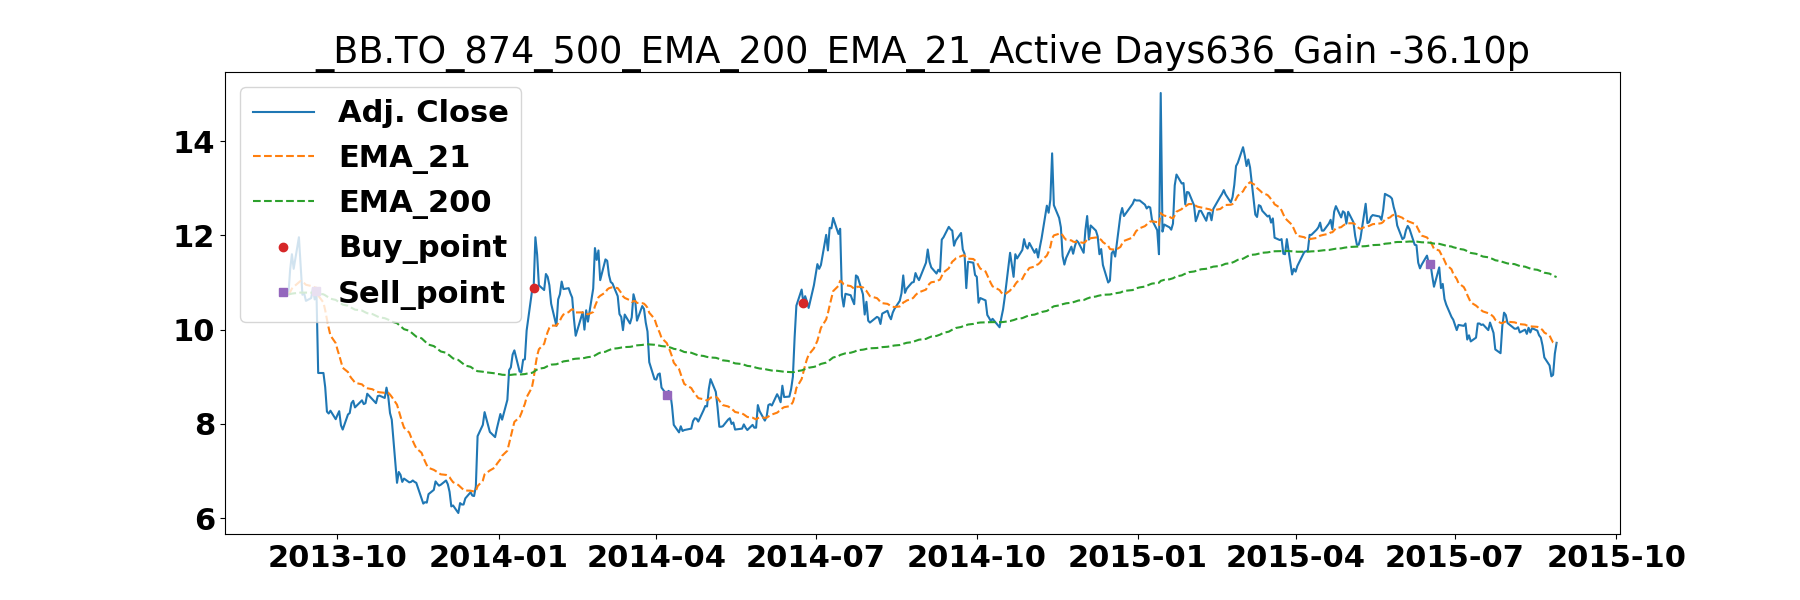 _BB.TO_874_500_EMA_200_EMA_21_Active Days636_Gain -36.10p
Adj. Close
EMA_21
EMA_200
Buy_point
Sell_point
14
12
10
8
6
2013-10 2014-01 2014-04 2014-07 2014-10 2015-01 2015-04 2015-07 2015-10